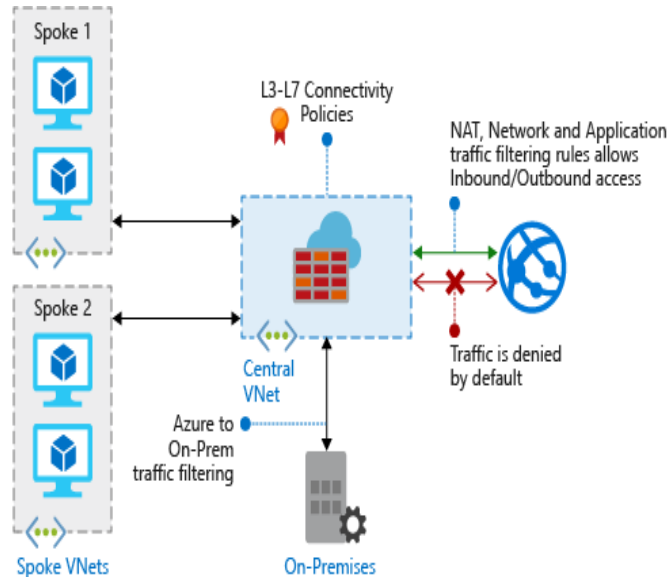 Spoke 1
L3-L7 Connectivity
Policies
NAT, Network and Application
traffic filtering rules allows
Inbound/Outbound access
Spoke 2
Traffic is denied
by default
Central
VNet
Azure to
On-Prem
traffic filtering
Spoke VNets
On-Premises